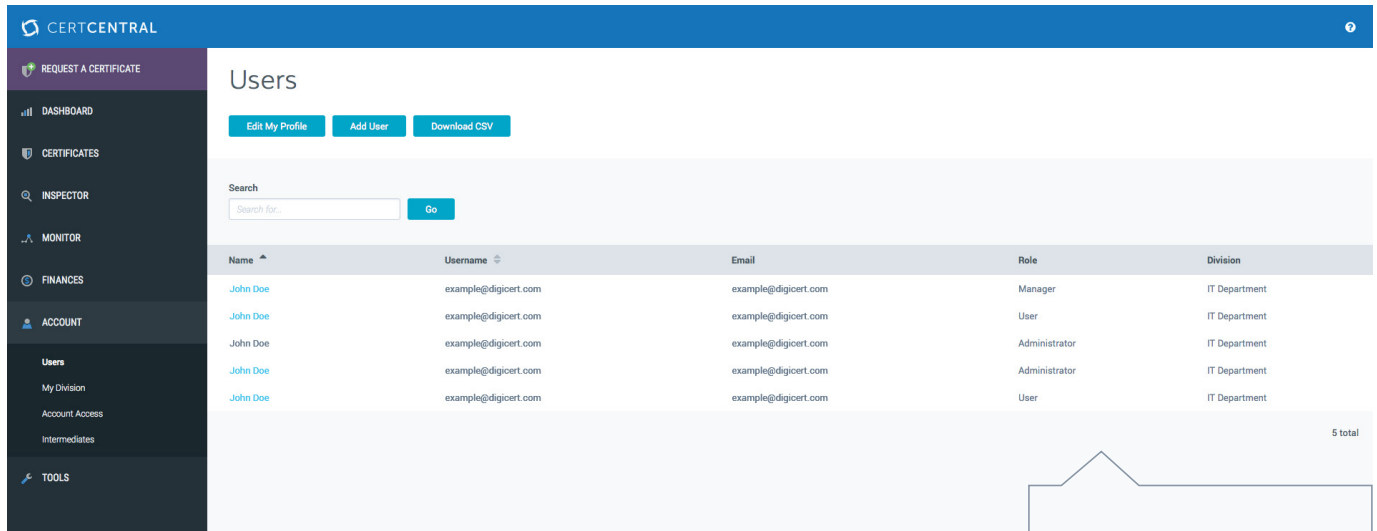 CERTCENTRAL
REQUEST A CERTIFICATE
DASHBOARD
CERTIFICATES
INSPECTOR
MONITOR
FINANCES
ACCOUNT
Users
My Division
Account Access
Intermediates
TOOLS
Users
Edit My Profile Add User Download CSV
Search
Search for...
Go
Name Username Email Role Division
John Doe example@digicert.com example@digicert.com Manager IT Department
John Doe example@digicert.com example@digicert.com User IT Department
John Doe example@digicert.com example@digicert.com Administrator IT Department
John Doe example@digicert.com example@digicert.com Administrator IT Department
John Doe example@digicert.com example@digicert.com User IT Department
5 total